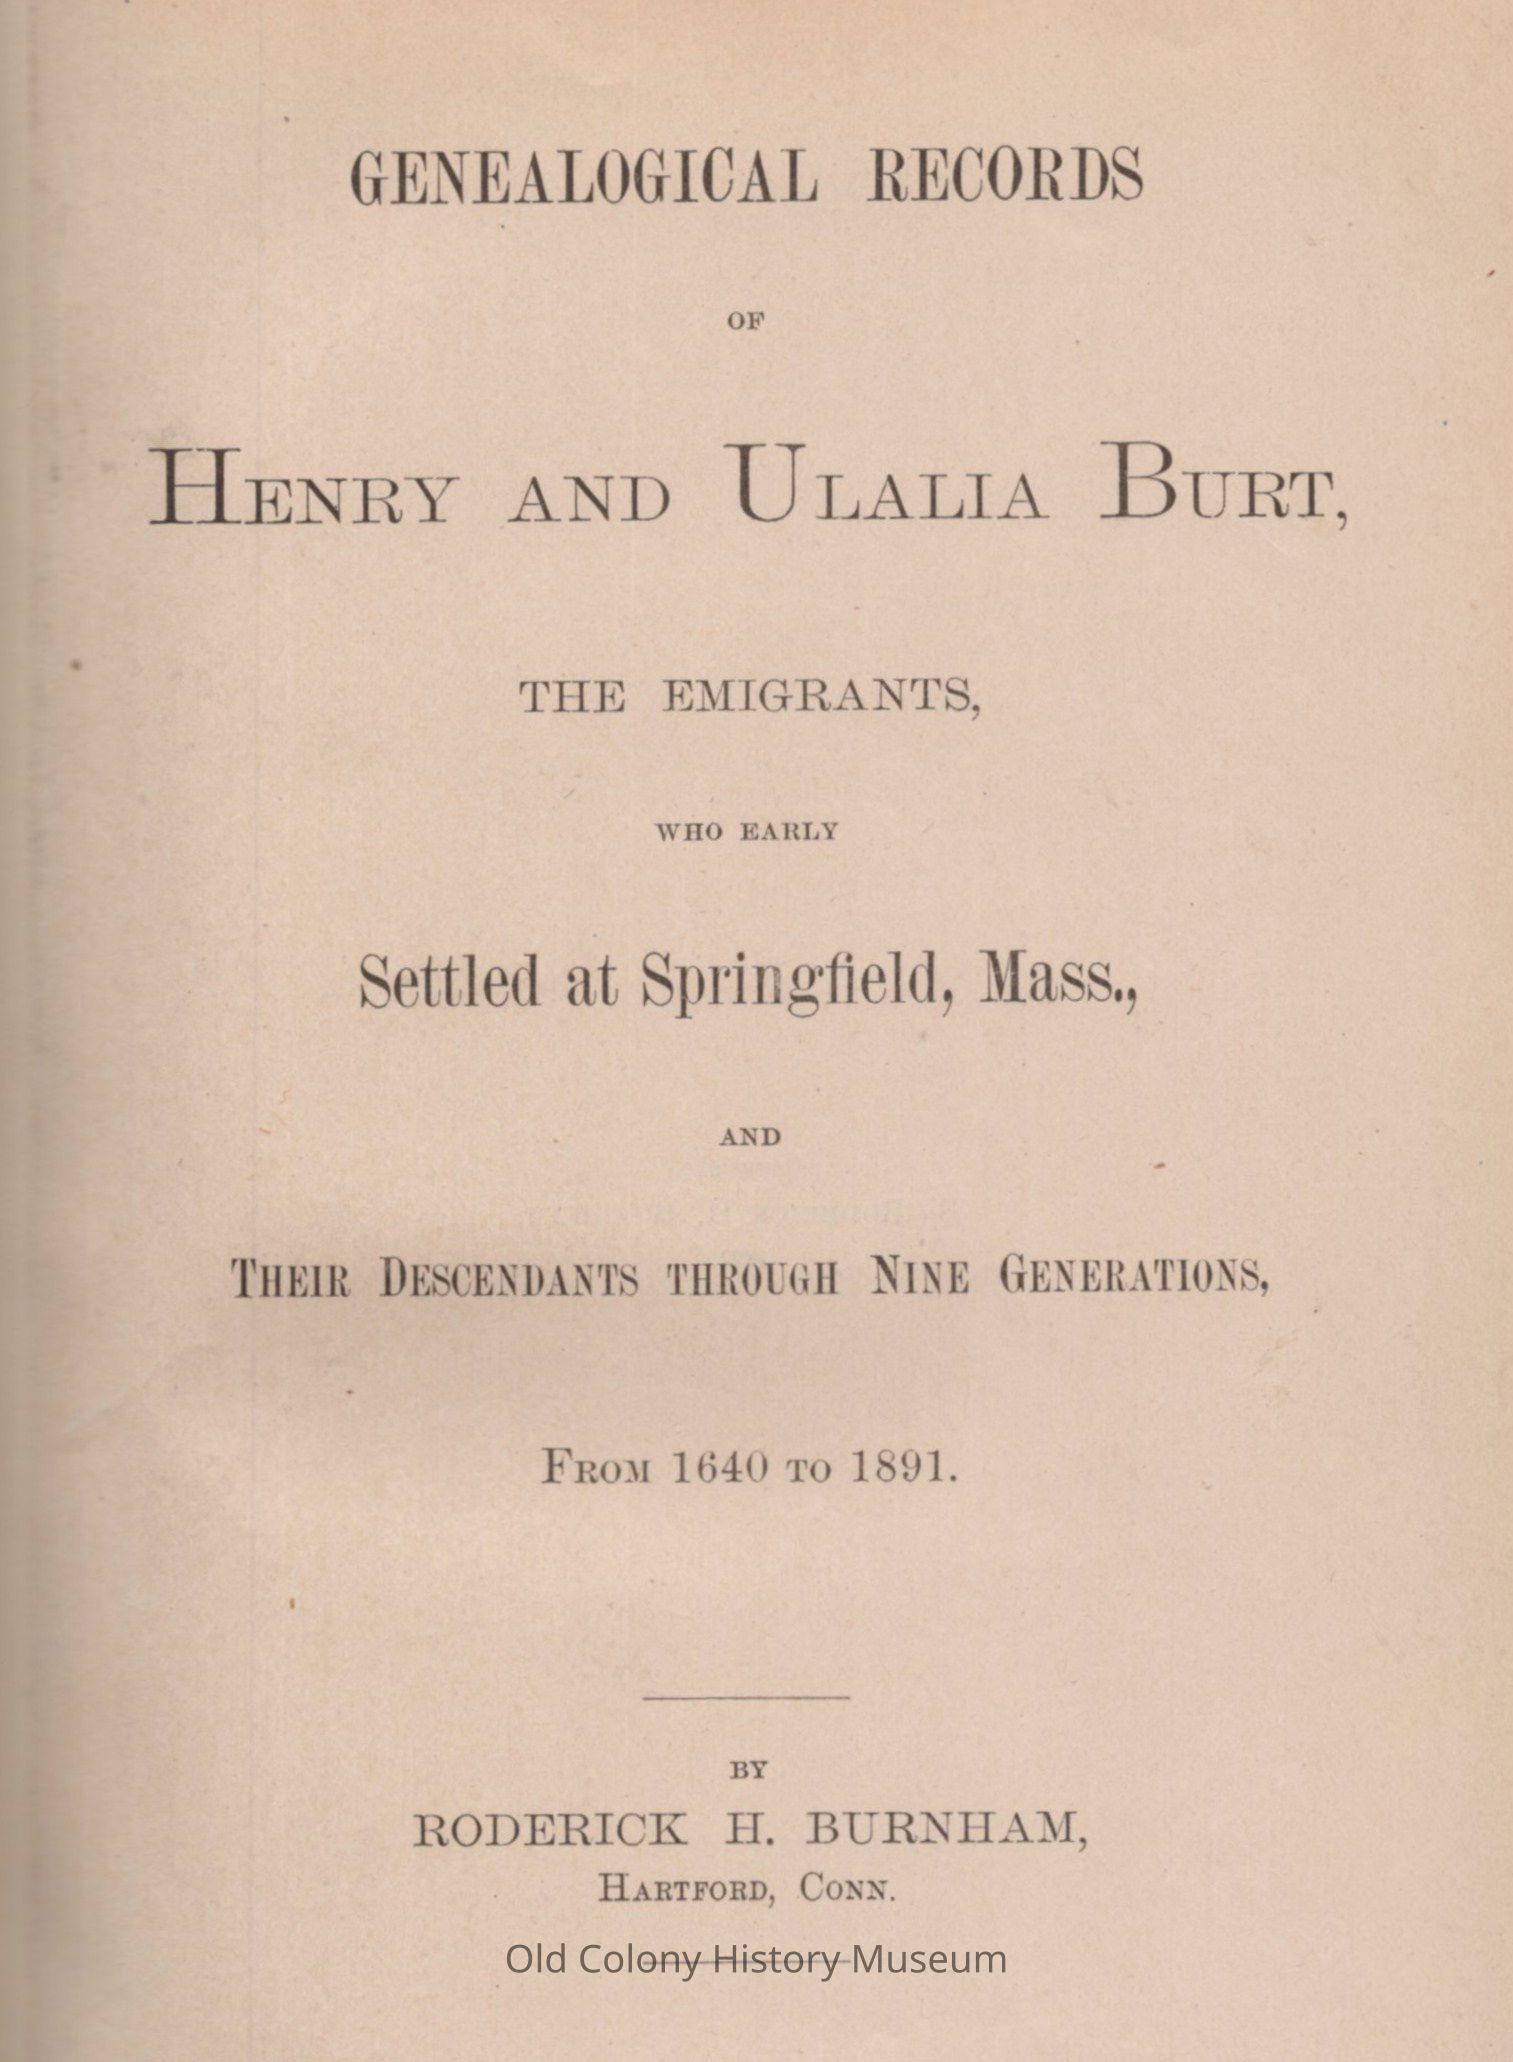 GENEALOGICAL RECORDS
OF
HENRY AND ULALIA BURT,
THE EMIGRANTS,
WHO EARLY
Settled at Springfield, Mass.,
AND
THEIR DESCENDANTS THROUGH NINE GENERATIONS,
FROM 1640 TO 1891.
BY
RODERICK H. BURNHAM,
HARTFORD, CONN.
Old Colony History Museum